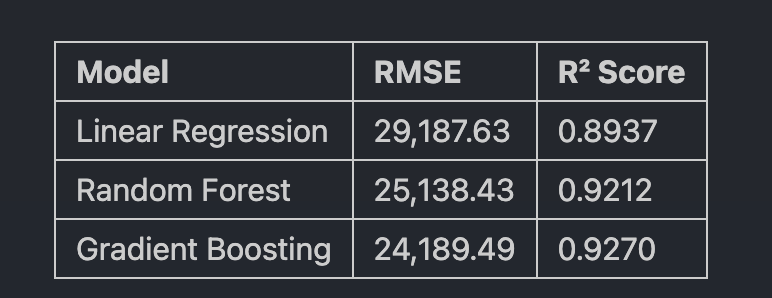 Model RMSE R² Score
Linear Regression 29,187.63 0.8937
Random Forest 25,138.43 0.9212
Gradient Boosting 24,189.49 0.9270